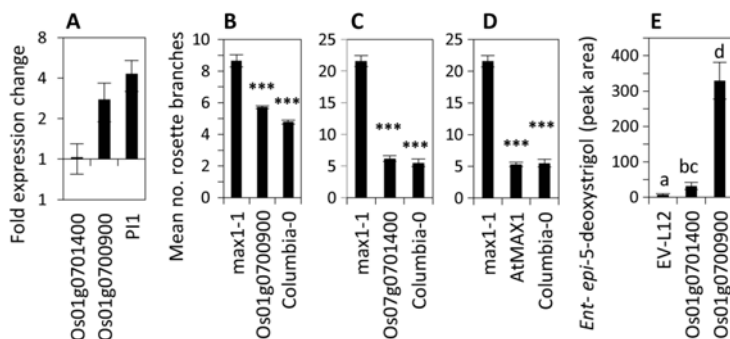 A
Fold expression change
8
4
2
1
1
Os01g0701400
Os01g0700900
PI1
B
Mean no. rosette branches
10
8
6
4
2
0
***
***
max1-1
Os01g0700900
Columbia-0
C
25
20
15
10
5
0
***
***
max1-1
Os07g0701400
Columbia-0
D
25
20
15
10
5
0
***
***
max1-1
AtMAX1
Columbia-0
E
Ent- epi-5-deoxystrigol (peak area)
400
300
200
100
0
a
bc
d
EV-L12
Os01g0701400
Os01g0700900